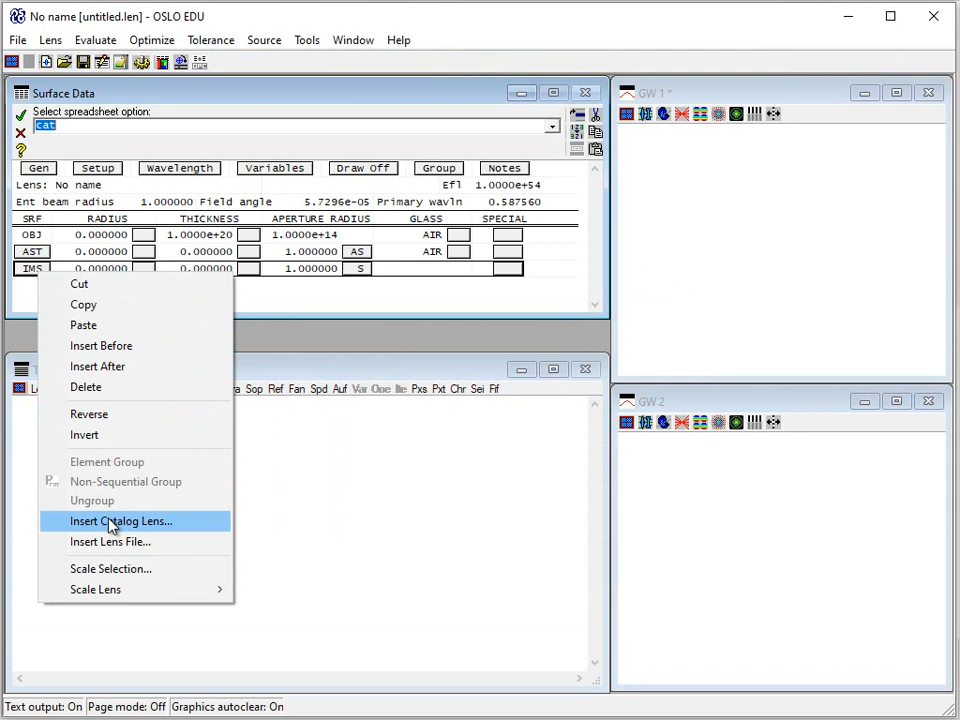 No name [untitled.len] - OSLO EDU
File Lens Evaluate Optimize Tolerance Source Tools Window Help
Surface Data
Select spreadsheet option:
cat
Gen Setup Wavelength Variables Draw Off Group Notes
Lens: No name Efl 1.0000e+54
Ent beam radius 1.000000 Field angle 5.7296e-05 Primary wavln 0.587560
SRF RADIUS THICKNESS APERTURE RADIUS GLASS SPECIAL
OBJ 0.000000 1.0000e+20 1.0000e+14 AIR
AST 0.000000 0.000000 1.000000 AS AIR
IMS 0.000000 0.000000 1.000000 S
Cut
Copy
Paste
Insert Before
Insert After
Delete
Reverse
Invert
Element Group
Non-Sequential Group
Ungroup
Insert Catalog Lens...
Insert Lens File...
Scale Selection...
Scale Lens
Sop Ref Fan Spd Auf Var Ope Ite Pxs Pxt Chr Sei Fif
GW 1 *
GW 2
Text output: On Page mode: Off Graphics autoclear: On